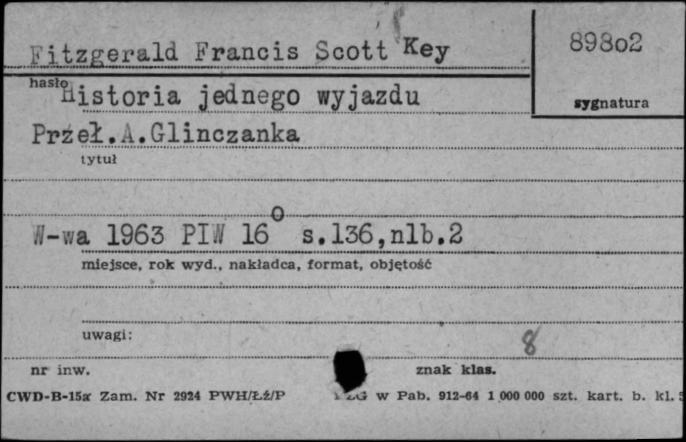 Fitzgerald Francis Scott Key
89802
hasło
Historia jednego wyjazdu
sygnatura
Przeł.A.Glinczanka
tytuł
W-wa 1963 PIW 16° s.136,nlb.2
miejsce, rok wyd., nakładca, format, objętość
uwagi:
8
nr inw.
znak klas.
CWD-B-15a Zam. Nr 2924 PWH/Łź/P w Pab. 912-64 1 000 000 szt. kart. b. kl.